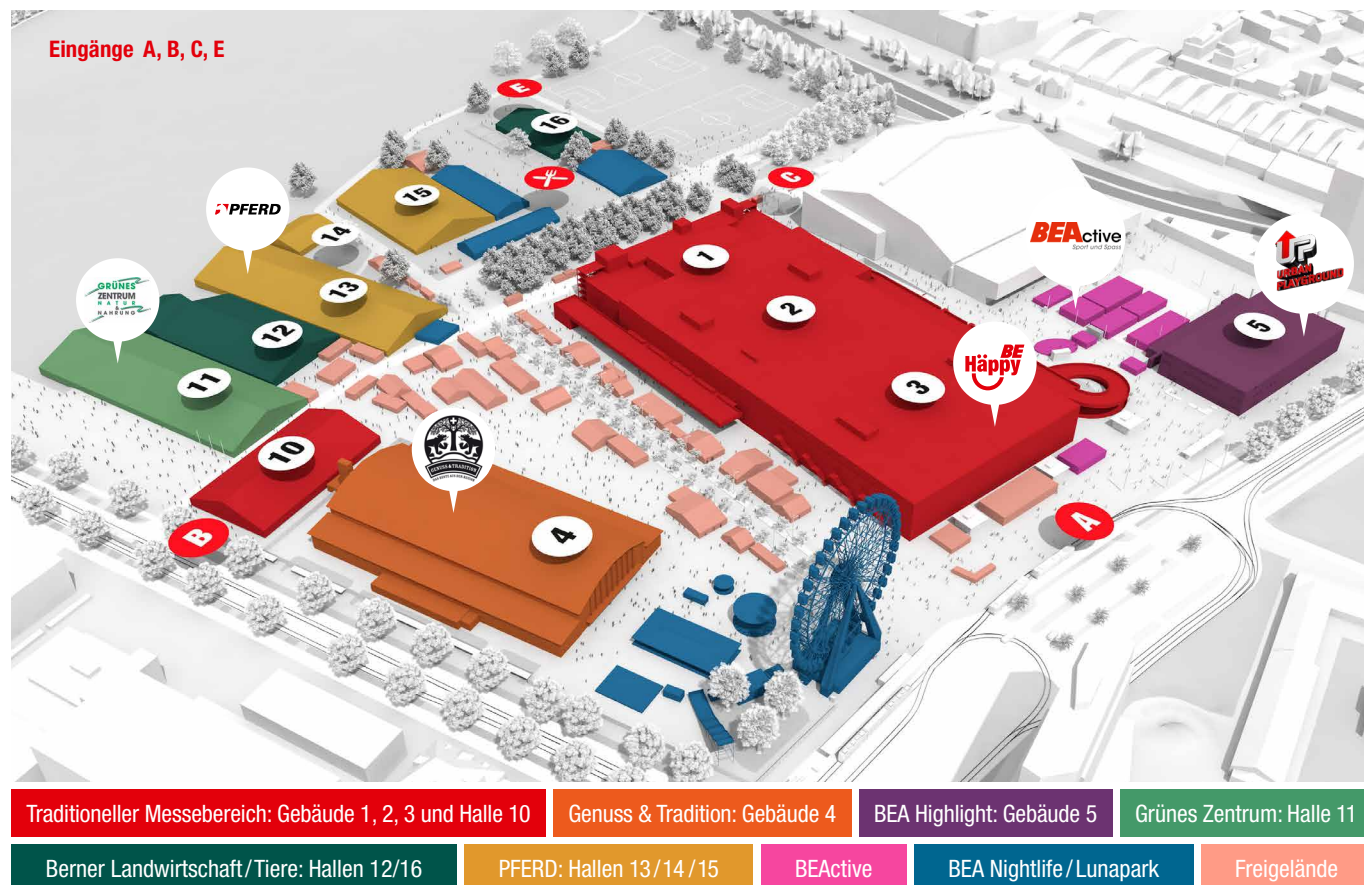 Eingänge A, B, C, E
E
16
C
15
PFERD
14
1
BEActive
Sport und Spass
UP
URBAN
PLAYGROUND
GRÜNES
ZENTRUM
NATUR
&
NAHRUNG
13
2
12
5
11
3
BE
Häppy
10
GENUSS & TRADITION
4
B
A
Traditioneller Messebereich: Gebäude 1, 2, 3 und Halle 10
Genuss & Tradition: Gebäude 4
BEA Highlight: Gebäude 5
Grünes Zentrum: Halle 11
Berner Landwirtschaft/Tiere: Hallen 12/16
PFERD: Hallen 13/14/15
BEActive
BEA Nightlife/Lunapark
Freigelände